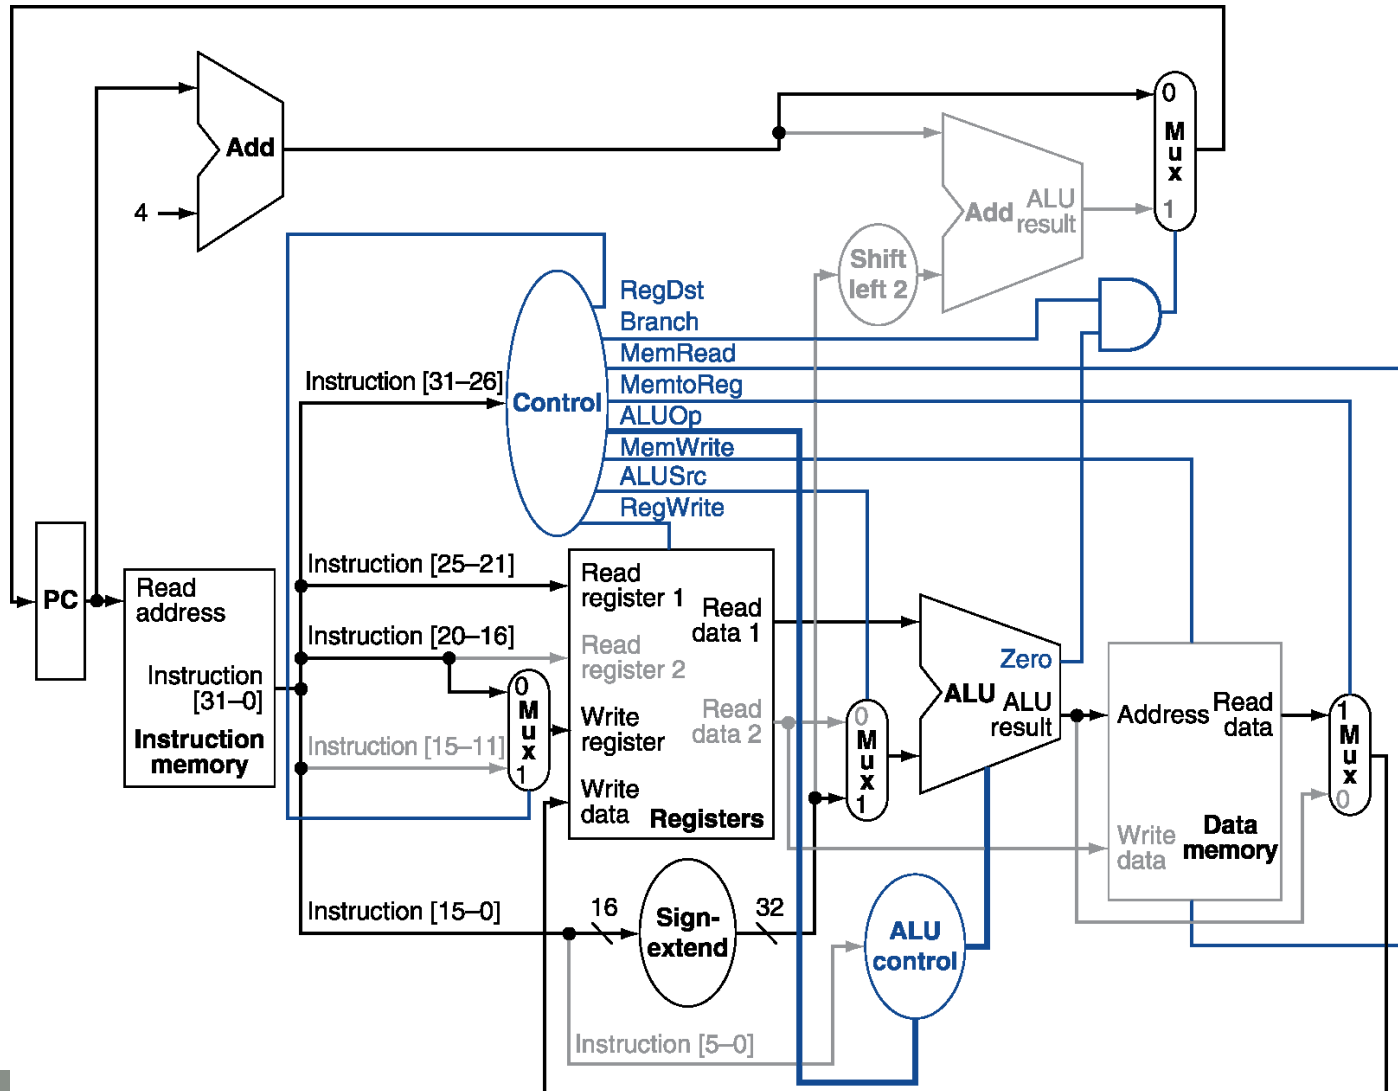 0
M
u
x
1
Add
4
Add
ALU
result
Shift
left 2
RegDst
Branch
MemRead
MemtoReg
ALUOp
MemWrite
ALUSrc
RegWrite
Instruction [31–26]
Control
PC
Read
address
Instruction
[31–0]
Instruction
memory
Instruction [25–21]
Instruction [20–16]
Instruction [15–11]
0
M
u
x
1
Read
register 1
Read
register 2
Write
register
Write
data
Read
data 1
Read
data 2
Registers
0
M
u
x
1
Zero
ALU
ALU
result
Address
Read
data
Write
data
Data
memory
1
M
u
x
0
Instruction [15–0]
16
Sign-
extend
32
ALU
control
Instruction [5–0]